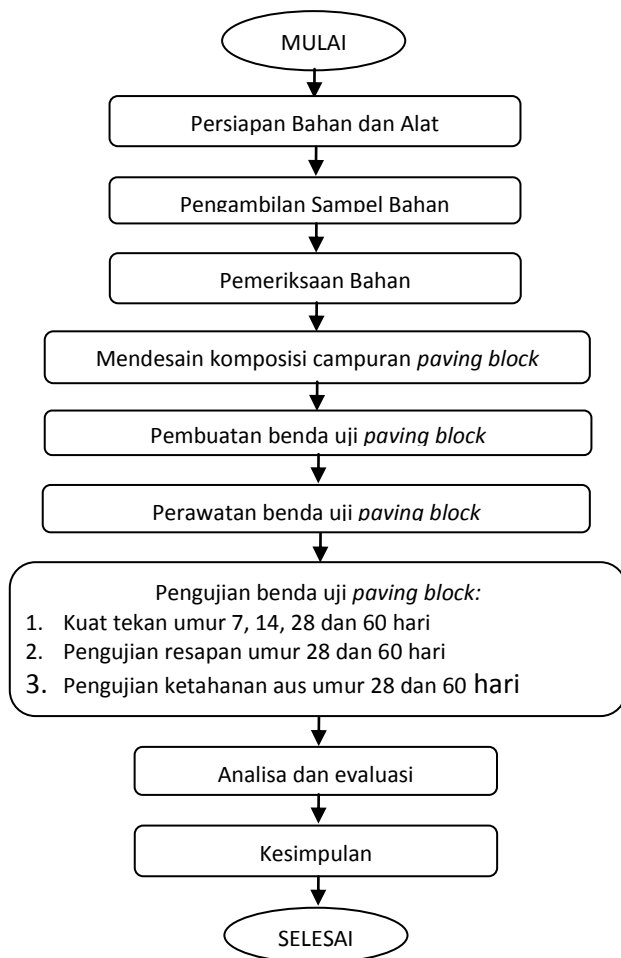 MULAI
Persiapan Bahan dan Alat
Pengambilan Sampel Bahan
Pemeriksaan Bahan
Mendesain komposisi campuran paving block
Pembuatan benda uji paving block
Perawatan benda uji paving block
Pengujian benda uji paving block:
1. Kuat tekan umur 7, 14, 28 dan 60 hari
2. Pengujian resapan umur 28 dan 60 hari
3. Pengujian ketahanan aus umur 28 dan 60 hari
Analisa dan evaluasi
Kesimpulan
SELESAI